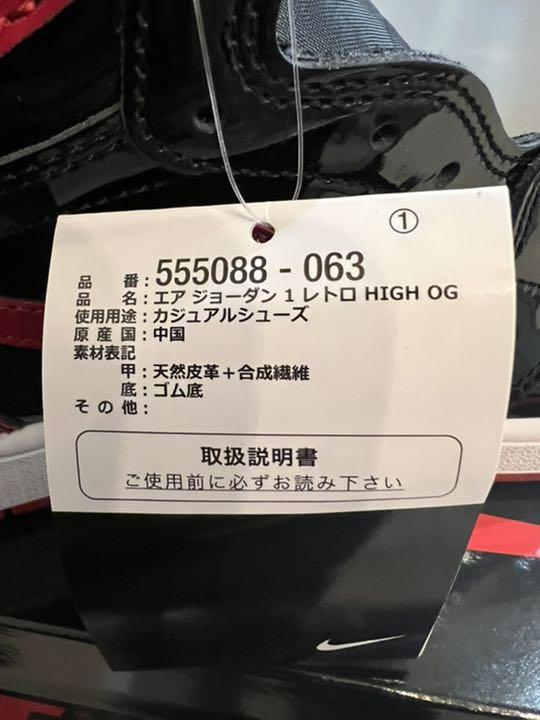 ①
品番:555088-063
品名:エア ジョーダン 1 レトロ HIGH OG
使用用途:カジュアルシューズ
原産国:中国
素材表記
甲:天然皮革+合成繊維
底:ゴム底
その他:
取扱説明書
ご使用前に必ずお読み下さい